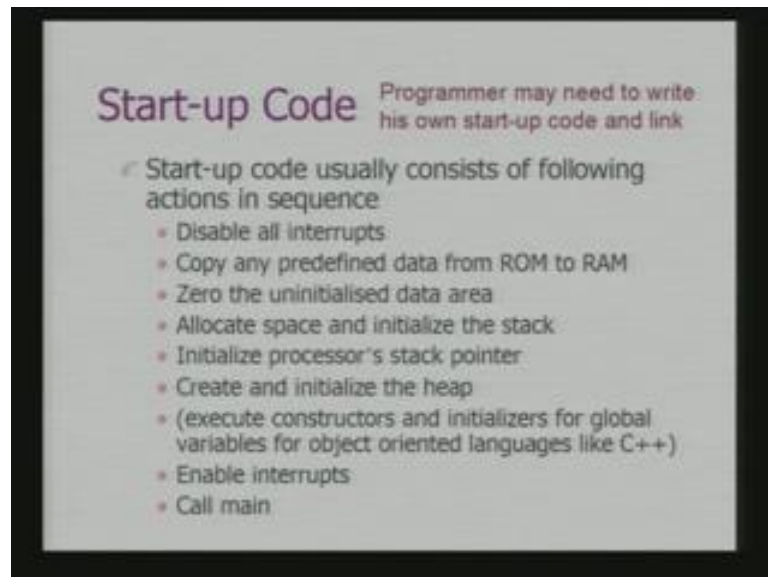 Start-up Code
Programmer may need to write
his own start-up code and link
Start-up code usually consists of following
actions in sequence
Disable all interrupts
Copy any predefined data from ROM to RAM
Zero the uninitialised data area
Allocate space and initialize the stack
Initialize processor's stack pointer
Create and initialize the heap
(execute constructors and initializers for global
variables for object oriented languages like C++)
Enable interrupts
Call main